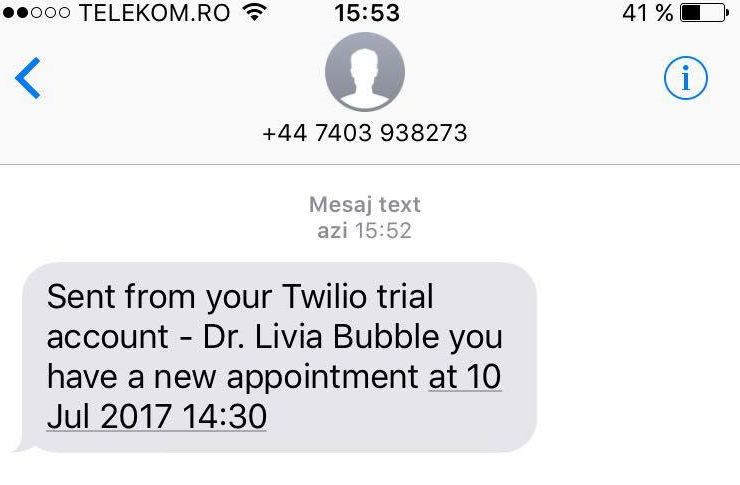 TELEKOM.RO 15:53 41 %
+44 7403 938273
Mesaj text
azi 15:52
Sent from your Twilio trial
account - Dr. Livia Bubble you
have a new appointment at 10
Jul 2017 14:30